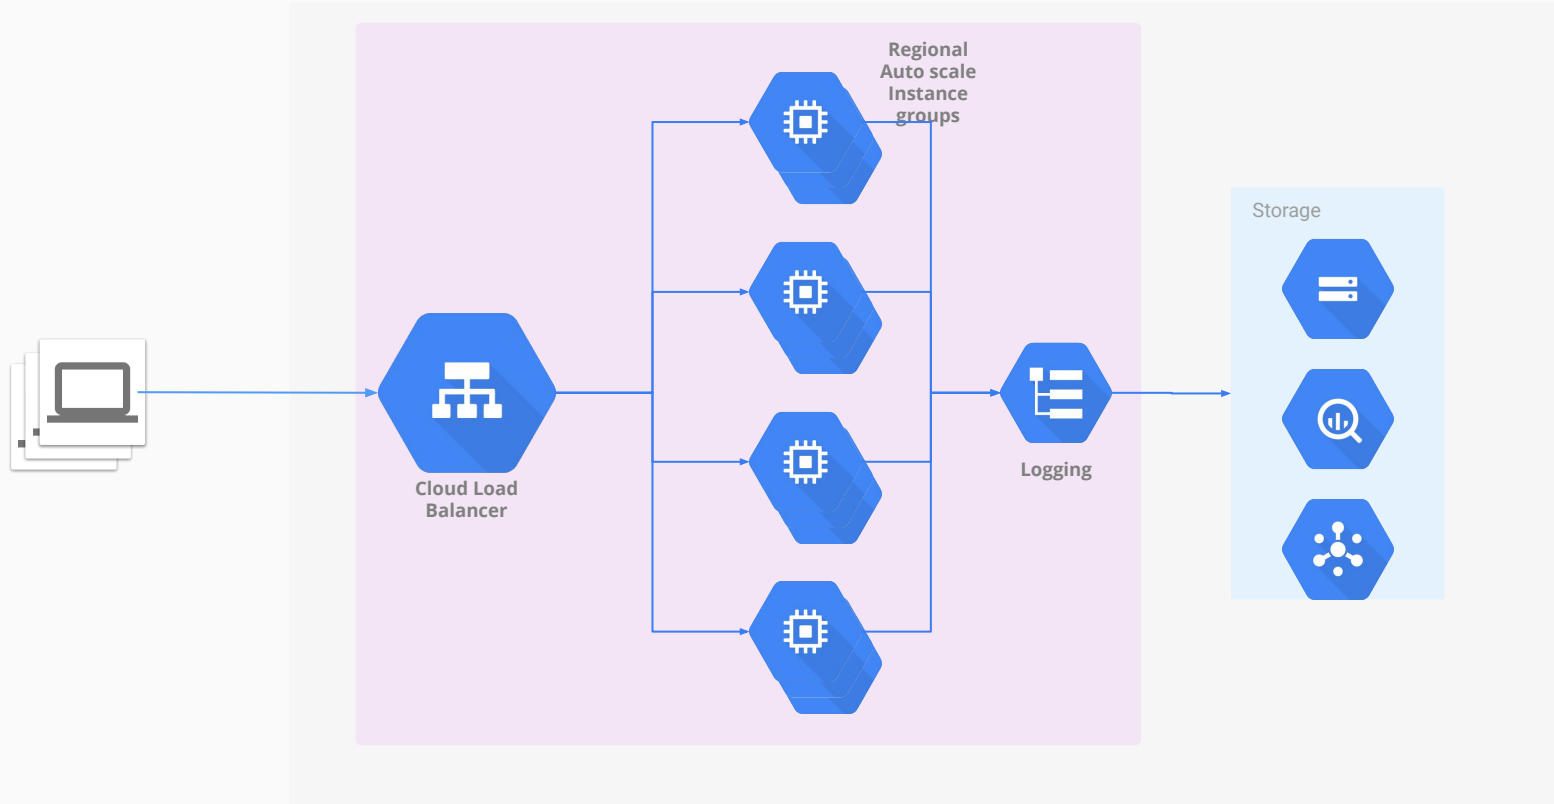 Regional
Auto scale
Instance
groups
Storage
Cloud Load
Balancer
Logging